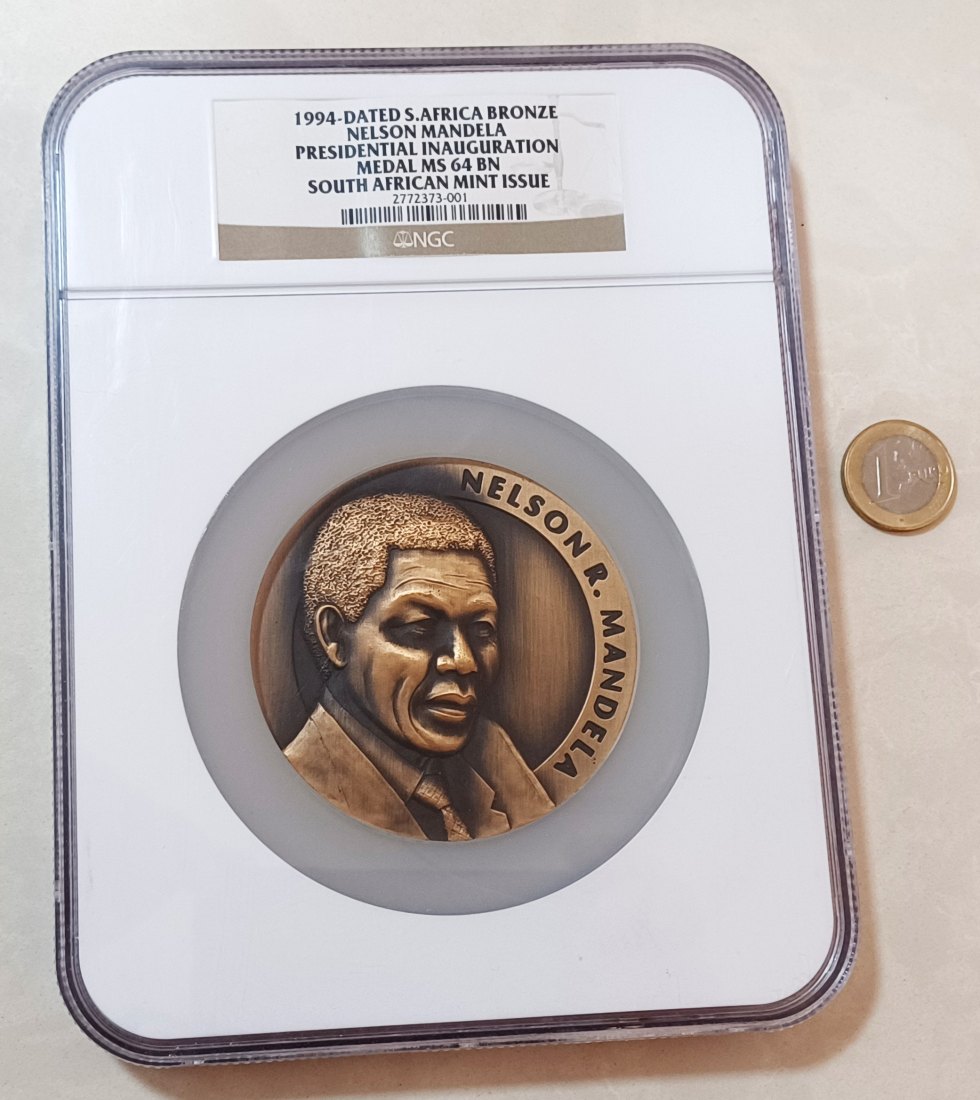 1994-DATED S.AFRICA BRONZE
NELSON MANDELA
PRESIDENTIAL INAUGURATION
MEDAL MS 64 BN
SOUTH AFRICAN MINT ISSUE
2772373-001
NGC
NELSON R. MANDELA
1 EURO